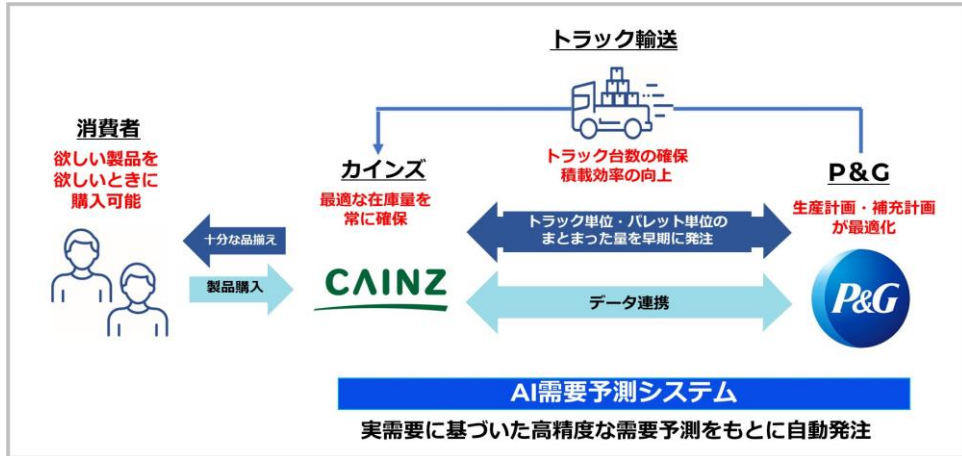 トラック輸送
トラック台数の確保
積載効率の向上
消費者
欲しい製品を
欲しいときに
購入可能
カインズ
最適な在庫量を
常に確保
P&G
生産計画・補充計画
が最適化
十分な品揃え
製品購入
CAINZ
トラック単位・パレット単位の
まとまった量を早期に発注
データ連携
P&G
AI需要予測システム
実需要に基づいた高精度な需要予測をもとに自動発注